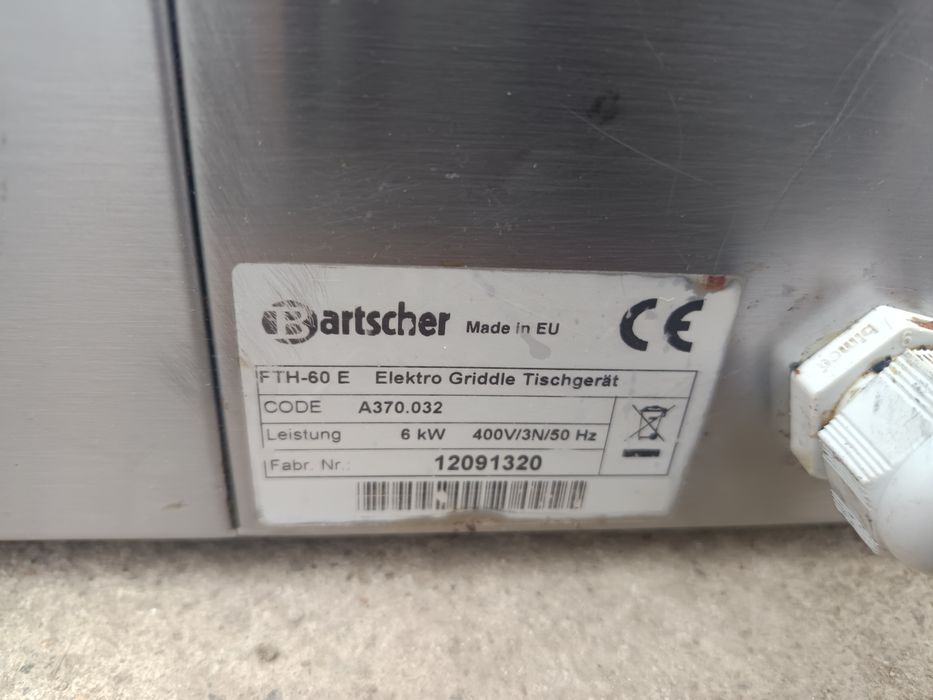 Bartscher Made in EU CE
FTH-60 E Elektro Griddle Tischgerät
CODE A370.032
Leistung 6 kW 400V/3N/50 Hz
Fabr. Nr.: 12091320